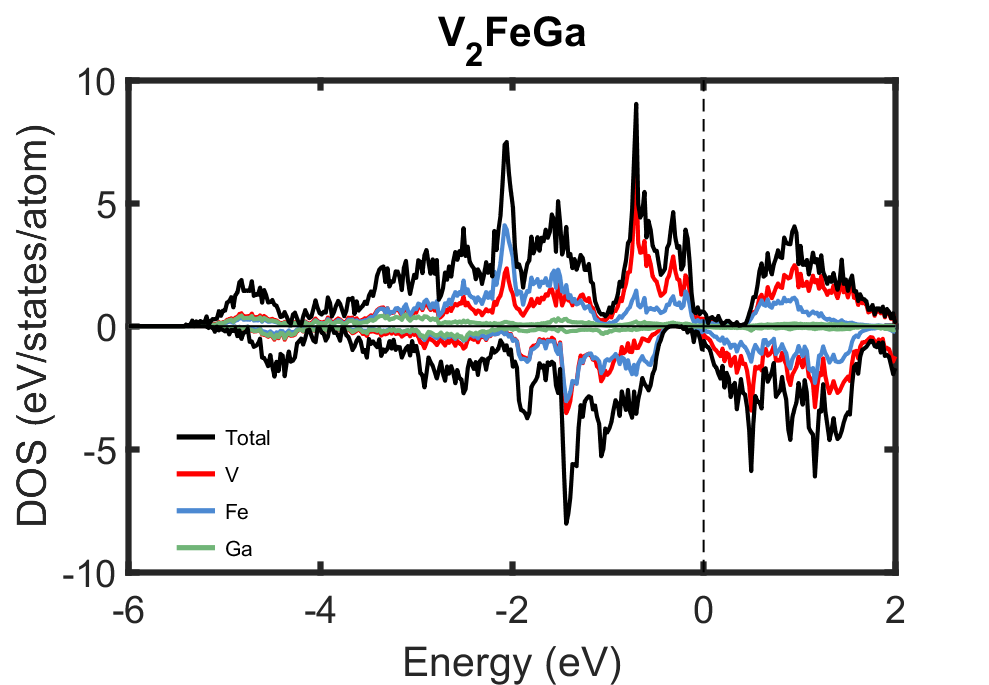 V2FeGa
10
5
0
-5
-10
DOS (eV/states/atom)
Total
V
Fe
Ga
-6 -4 -2 0 2
Energy (eV)